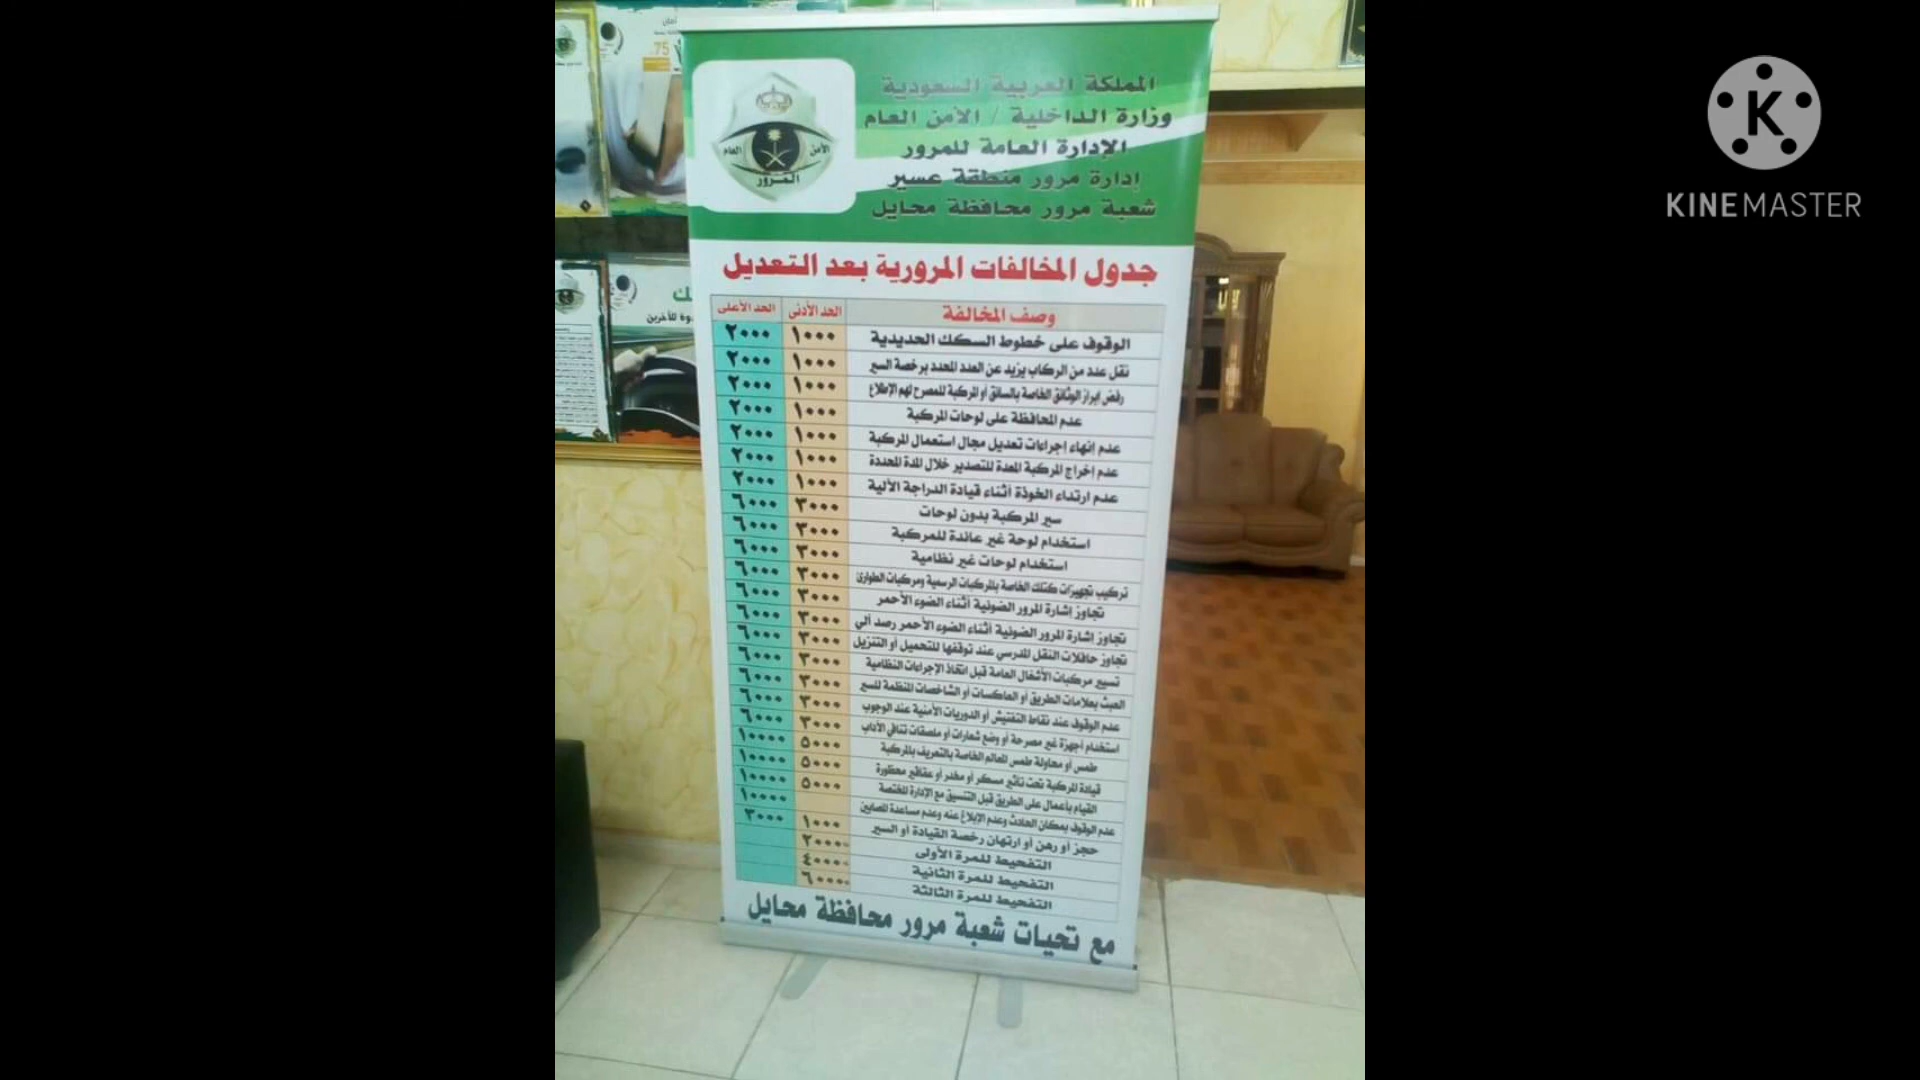 المملكة العربية السعودية
وزارة الداخلية / الأمن العام
الإدارة العامة للمرور
إدارة مرور منطقة عسير
شعبة مرور محافظة محايل
الأمن العام
المرور
جدول المخالفات المرورية بعد التعديل
وصف المخالفة الحد الأدنى الحد الأعلى
الوقوف على خطوط السكك الحديدية ١٠٠٠ ٢٠٠٠
نقل عدد من الركاب يزيد عن العدد المحدد برخصة السير ١٠٠٠ ٢٠٠٠
رفض إبراز الوثائق الخاصة بالسائق أو المركبة للمصرح لهم الإطلاع ١٠٠٠ ٢٠٠٠
عدم المحافظة على لوحات المركبة ١٠٠٠ ٢٠٠٠
عدم إنهاء إجراءات تعديل مجال استعمال المركبة ١٠٠٠ ٢٠٠٠
عدم إخراج المركبة المعدة للتصدير خلال المدة المحددة ١٠٠٠ ٢٠٠٠
عدم ارتداء الخوذة أثناء قيادة الدراجة الألية ١٠٠٠ ٢٠٠٠
سير المركبة بدون لوحات ٣٠٠٠ ٦٠٠٠
استخدام لوحة غير عائدة للمركبة ٣٠٠٠ ٦٠٠٠
استخدام لوحات غير نظامية ٣٠٠٠ ٦٠٠٠
تركيب تجهيزات كتلك الخاصة بالمركبات الرسمية ومركبات الطوارئ ٣٠٠٠ ٦٠٠٠
تجاوز إشارة المرور الضوئية أثناء الضوء الأحمر ٣٠٠٠ ٦٠٠٠
تجاوز إشارة المرور الضوئية أثناء الضوء الأحمر رصد ألي ٣٠٠٠ ٦٠٠٠
تجاوز حافلات النقل المدرسي عند توقفها للتحميل أو التنزيل ٣٠٠٠ ٦٠٠٠
تسيير مركبات الأشغال العامة قبل اتخاذ الإجراءات النظامية ٣٠٠٠ ٦٠٠٠
العبث بعلامات الطريق أو العاكسات أو الشاخصات المنظمة للسير ٣٠٠٠ ٦٠٠٠
عدم الوقوف عند نقاط التفتيش أو الدوريات الأمنية عند الوجوب ٣٠٠٠ ٦٠٠٠
استخدام أجهزة غير مصرحة أو وضع شعارات أو ملصقات تنافي الأداب ٣٠٠٠ ٦٠٠٠
طمس أو محاولة طمس المعالم الخاصة بالتعريف بالمركبة ٥٠٠٠ ١٠٠٠٠
قيادة المركبة تحت تاثير مسكر أو مخدر أو عقاقير محظورة ٥٠٠٠ ١٠٠٠٠
القيام بأعمال على الطريق قبل التنسيق مع الإدارة المختصة ٥٠٠٠ ١٠٠٠٠
عدم الوقوف بمكان الحادث وعدم الإبلاغ عنه وعدم مساعدة المصابين ١٠٠٠٠
حجز أو رهن أو ارتهان رخصة القيادة أو السير ١٠٠٠ ٣٠٠٠
التفحيط للمرة الأولى ٢٠٠٠٠
التفحيط للمرة الثانية ٤٠٠٠٠
التفحيط للمرة الثالثة ٦٠٠٠٠
مع تحيات شعبة مرور محافظة محايل
75
K
KINEMASTER